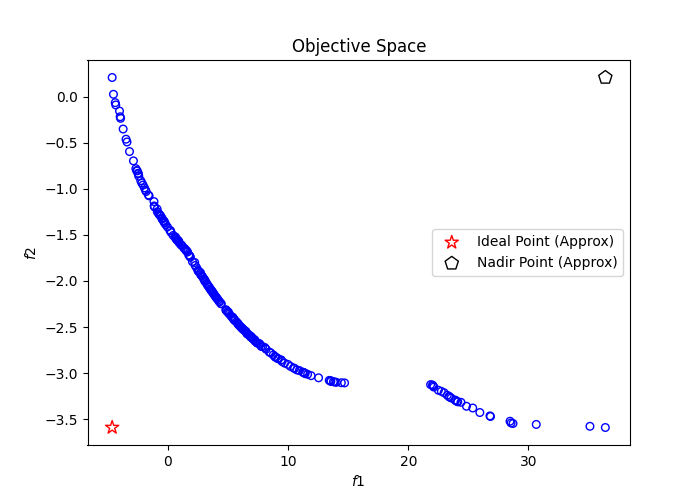 Objective Space
0.0
−0.5
−1.0
−1.5
−2.0
−2.5
−3.0
−3.5
f2
Ideal Point (Approx)
Nadir Point (Approx)
0 10 20 30
f1